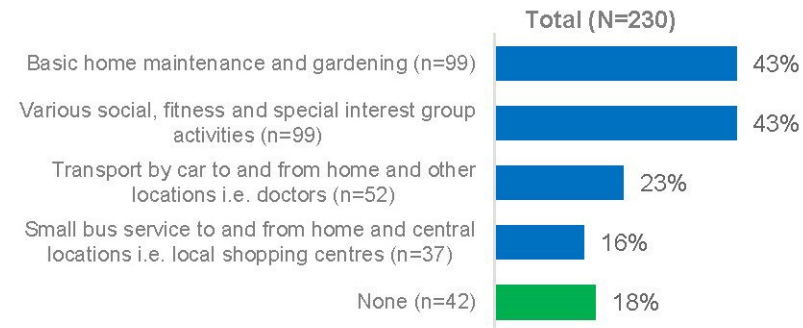 Total (N=230)
Basic home maintenance and gardening (n=99)
43%
Various social, fitness and special interest group
activities (n=99)
43%
Transport by car to and from home and other
locations i.e. doctors (n=52)
23%
Small bus service to and from home and central
locations i.e. local shopping centres (n=37)
16%
None (n=42)
18%